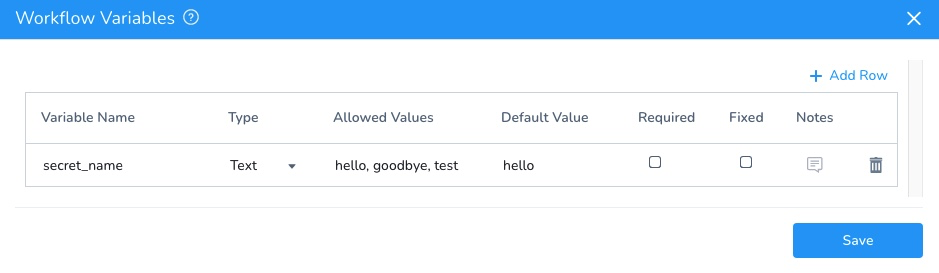 Workflow Variables ?
+ Add Row
Variable Name Type Allowed Values Default Value Required Fixed Notes
secret_name Text hello, goodbye, test hello
Save